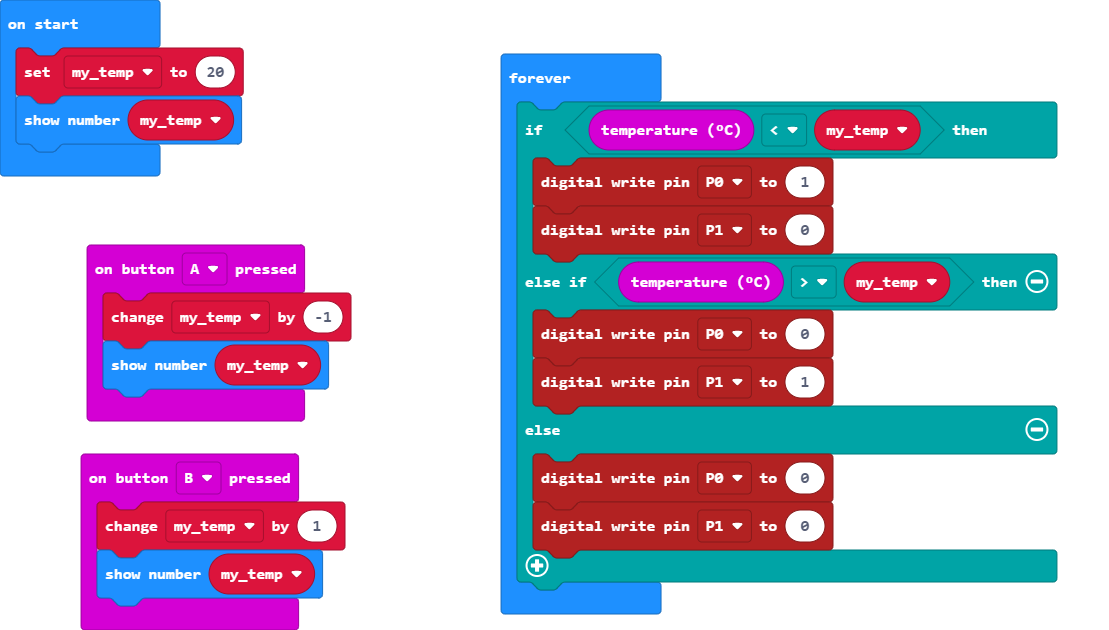 on start
set my_temp to 20
show number my_temp
on button A pressed
change my_temp by -1
show number my_temp
on button B pressed
change my_temp by 1
show number my_temp
forever
if temperature (ºC) < my_temp then
digital write pin P0 to 1
digital write pin P1 to 0
else if temperature (ºC) > my_temp then
digital write pin P0 to 0
digital write pin P1 to 1
else
digital write pin P0 to 0
digital write pin P1 to 0